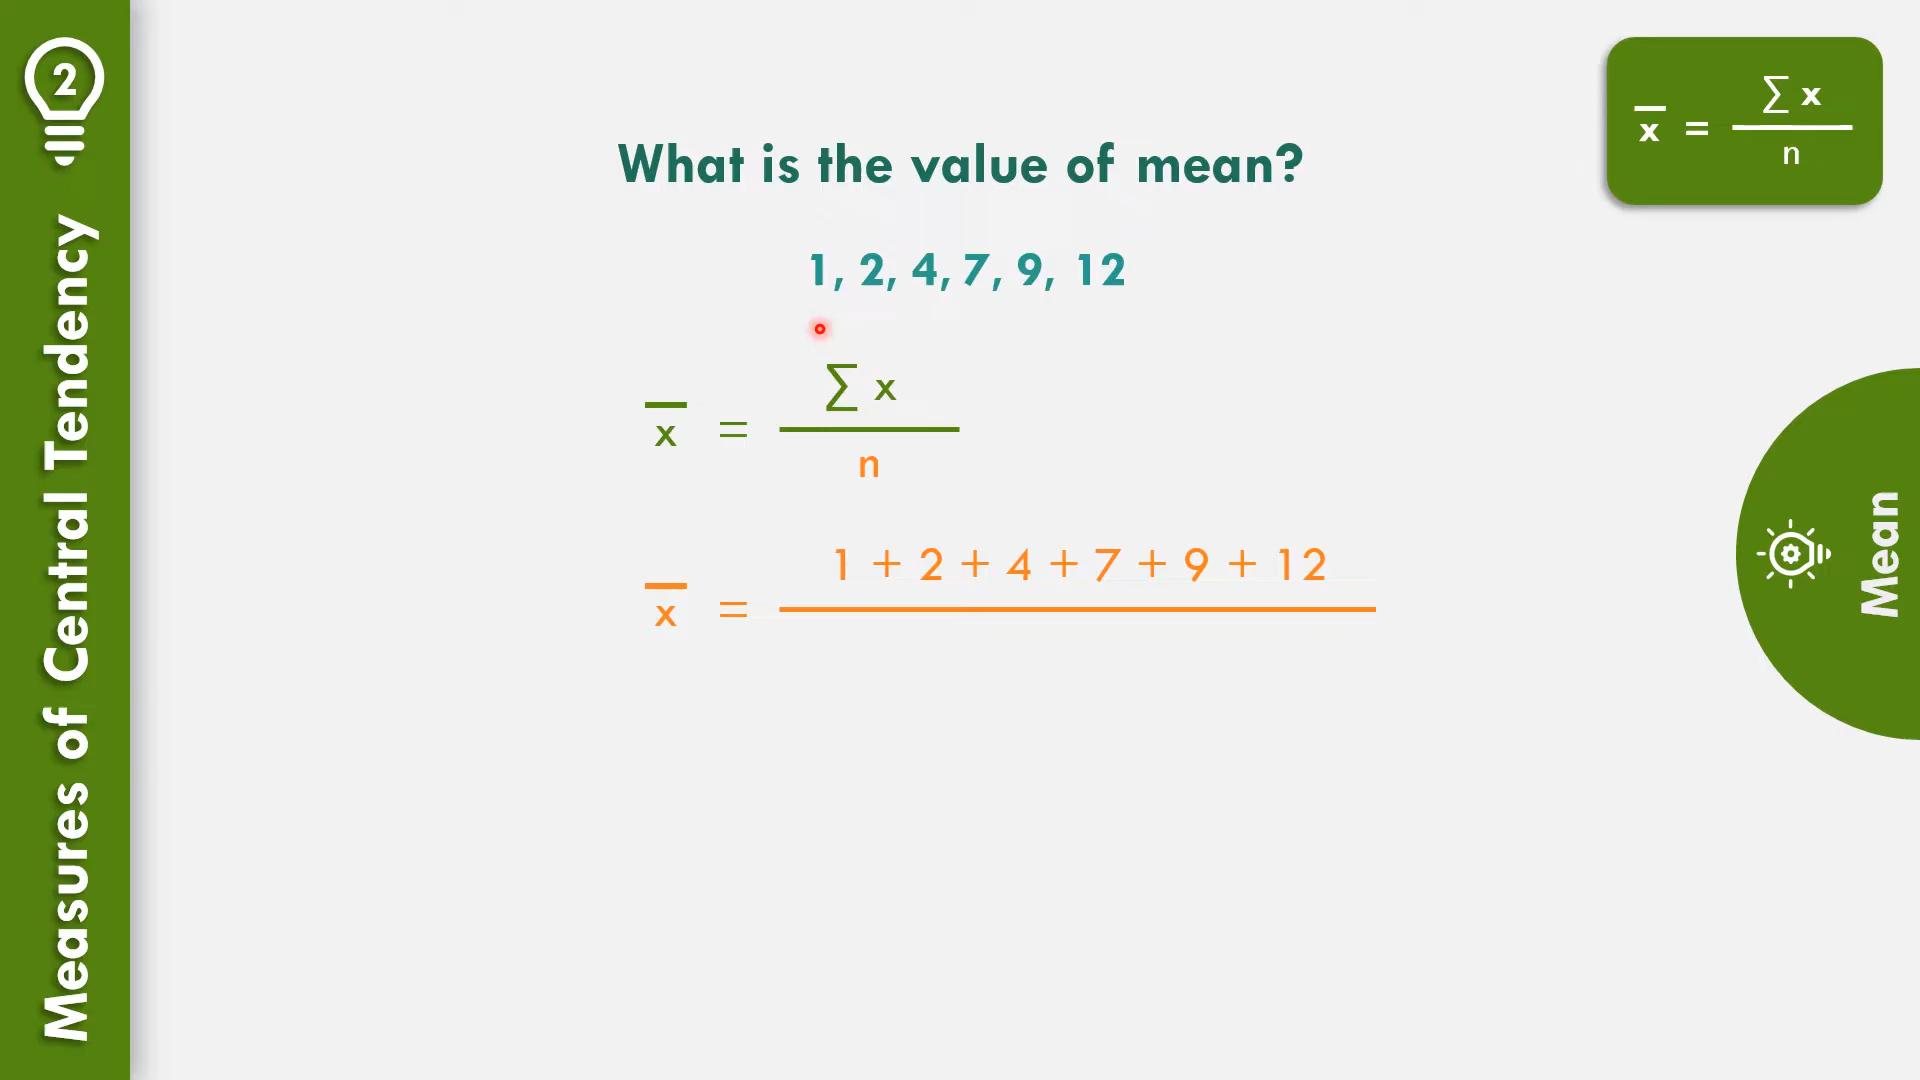 2
Measures of Central Tendency
What is the value of mean?
1, 2, 4, 7, 9, 12
x̄ = ∑ x / n
x̄ = ∑ x / n
x̄ = 1 + 2 + 4 + 7 + 9 + 12
Mean